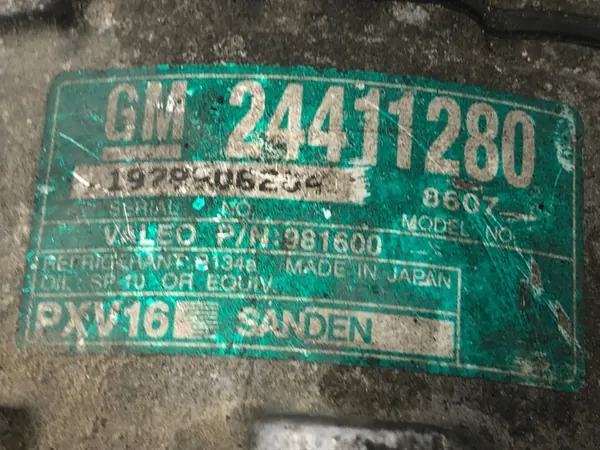 GM 24411280
8607
SERIAL NO.
MODEL NO.
VALEO P/N:981600
REFRIGERANT R134a MADE IN JAPAN
OIL SP10 OR EQUIV.
PXV16 SANDEN